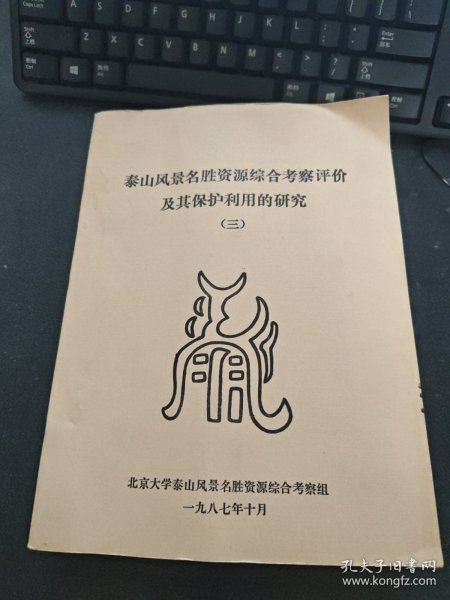 泰山风景名胜资源综合考察评价
及其保护利用的研究
(三)
北京大学泰山风景名胜资源综合考察组
一九八七年十月
孔夫子旧书网
www.kongfz.com